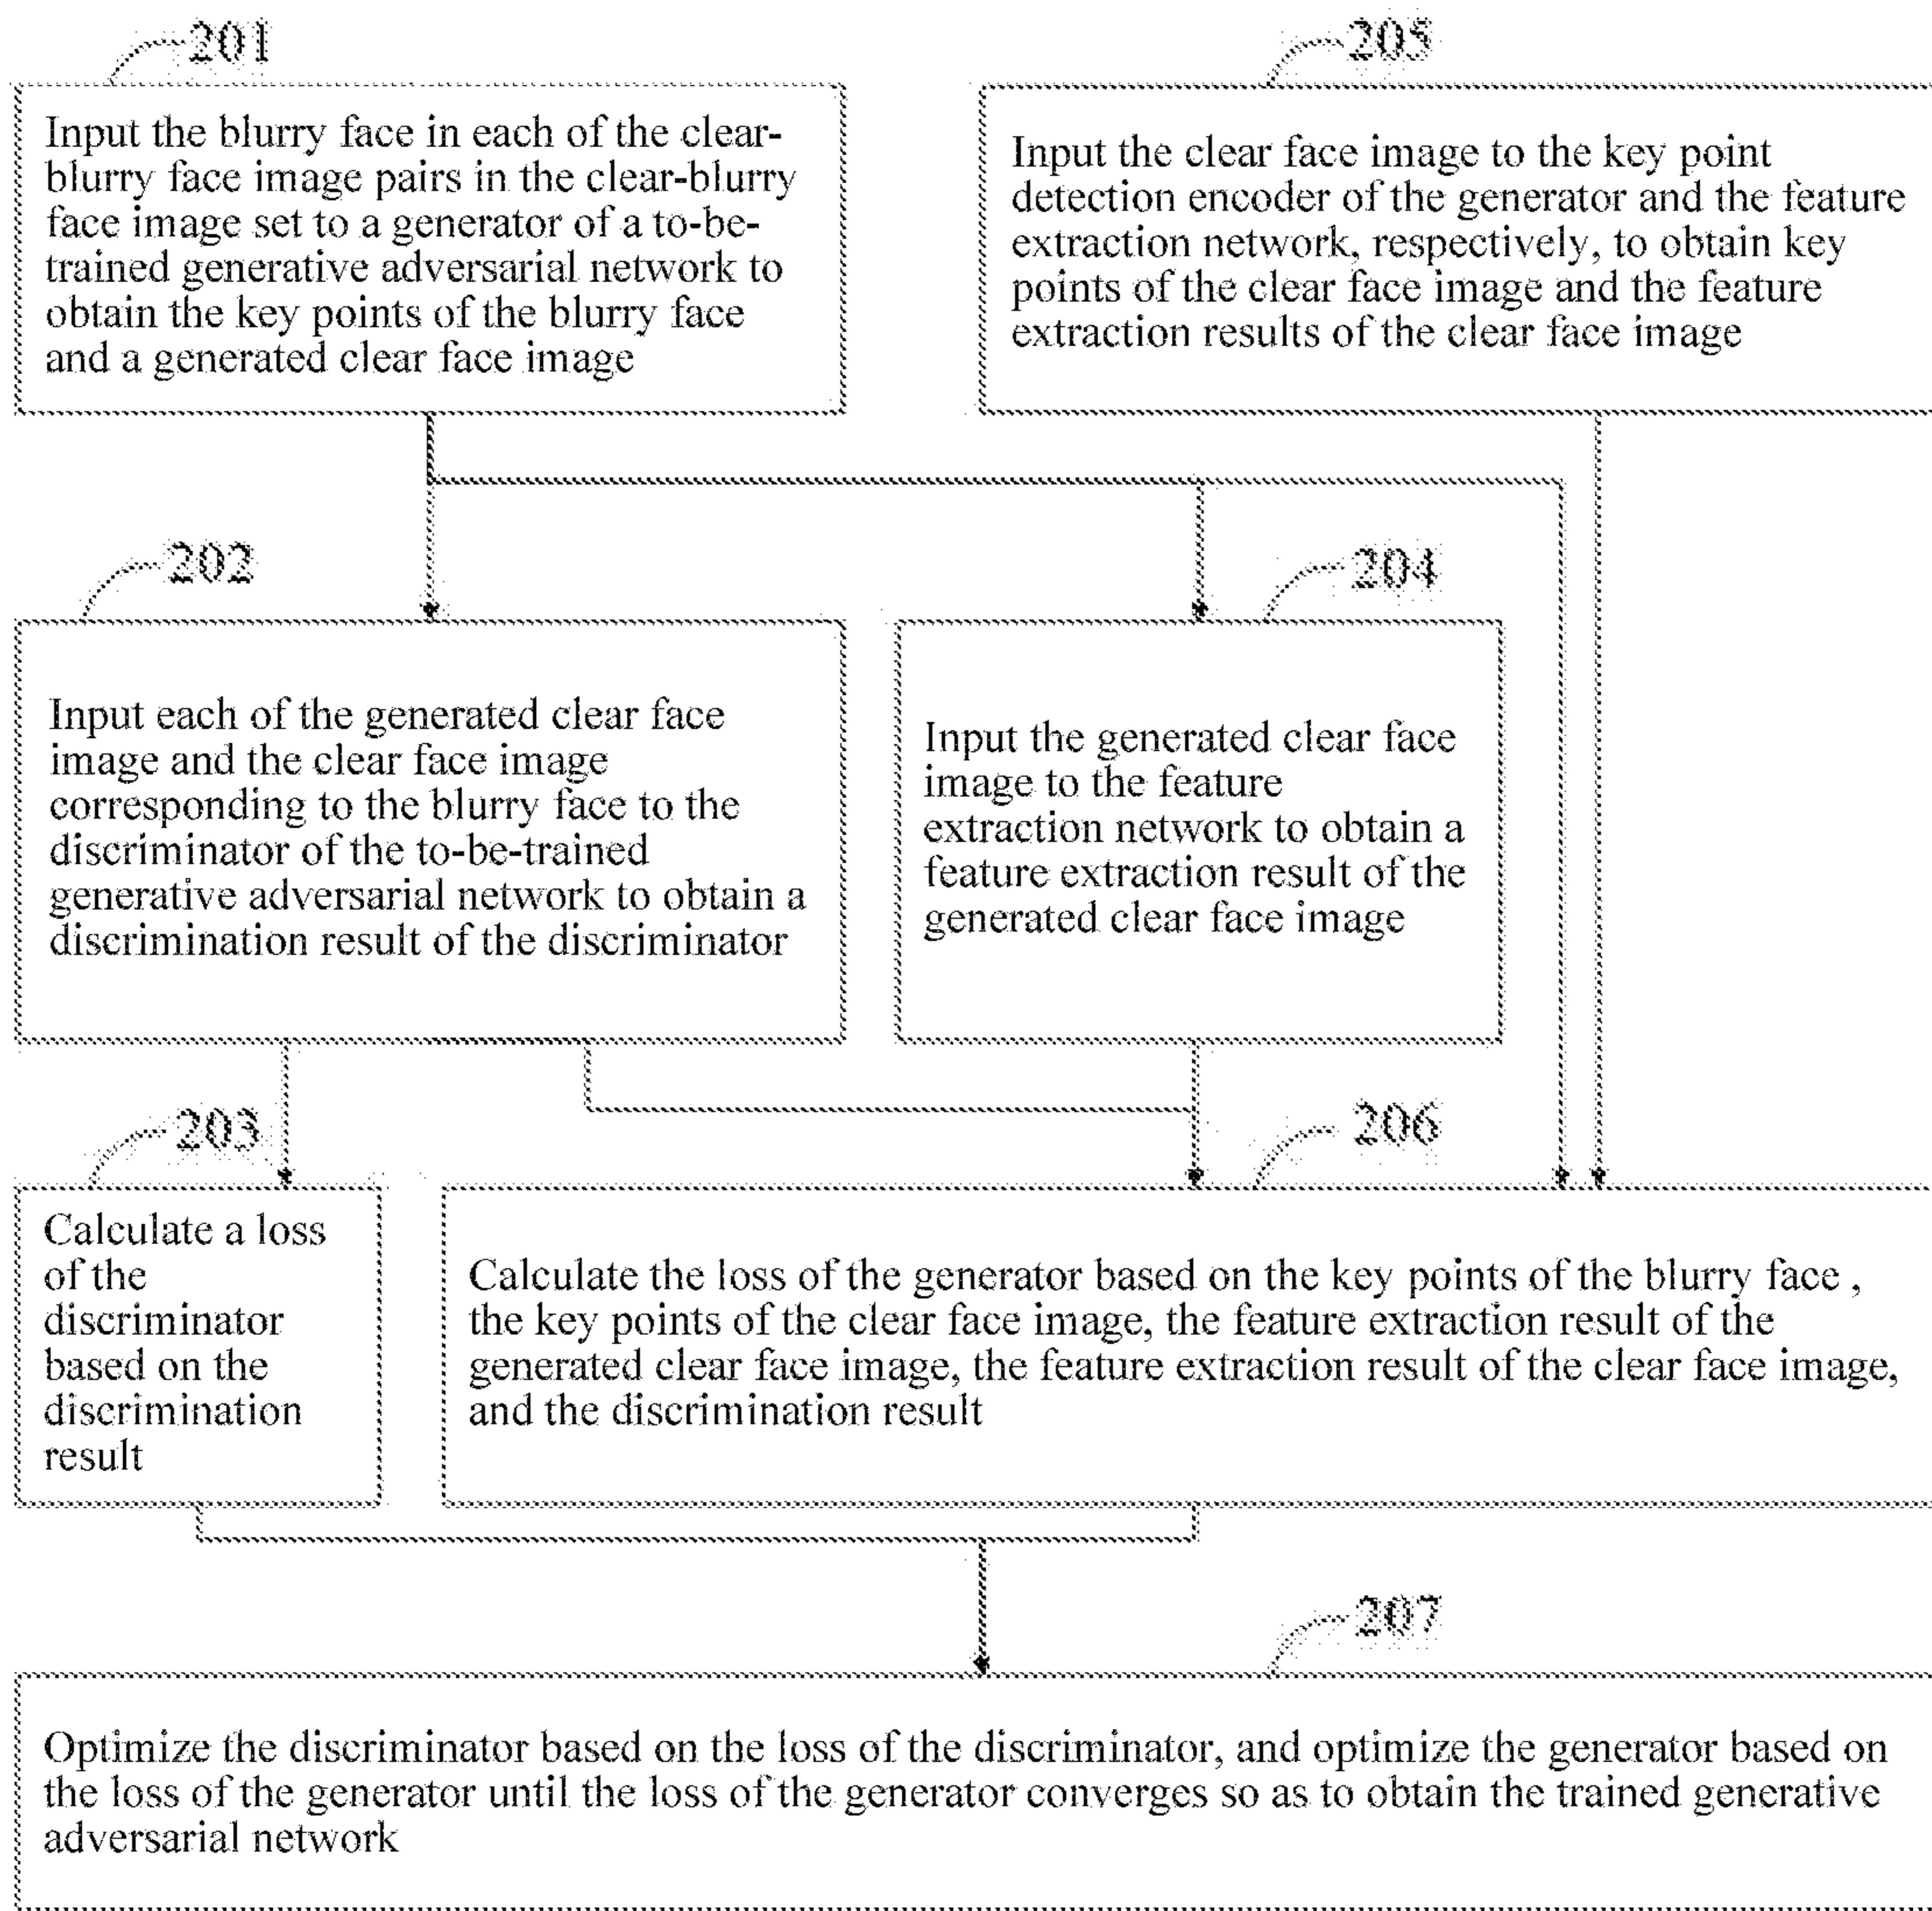 201
Input the blurry face in each of the clear-
blurry face image pairs in the clear-blurry
face image set to a generator of a to-be-
trained generative adversarial network to
obtain the key points of the blurry face
and a generated clear face image
205
Input the clear face image to the key point
detection encoder of the generator and the feature
extraction network, respectively, to obtain key
points of the clear face image and the feature
extraction results of the clear face image
202
Input each of the generated clear face
image and the clear face image
corresponding to the blurry face to the
discriminator of the to-be-trained
generative adversarial network to obtain a
discrimination result of the discriminator
204
Input the generated clear face
image to the feature
extraction network to obtain a
feature extraction result of the
generated clear face image
203
Calculate a loss
of the
discriminator
based on the
discrimination
result
206
Calculate the loss of the generator based on the key points of the blurry face ,
the key points of the clear face image, the feature extraction result of the
generated clear face image, the feature extraction result of the clear face image,
and the discrimination result
207
Optimize the discriminator based on the loss of the discriminator, and optimize the generator based on
the loss of the generator until the loss of the generator converges so as to obtain the trained generative
adversarial network